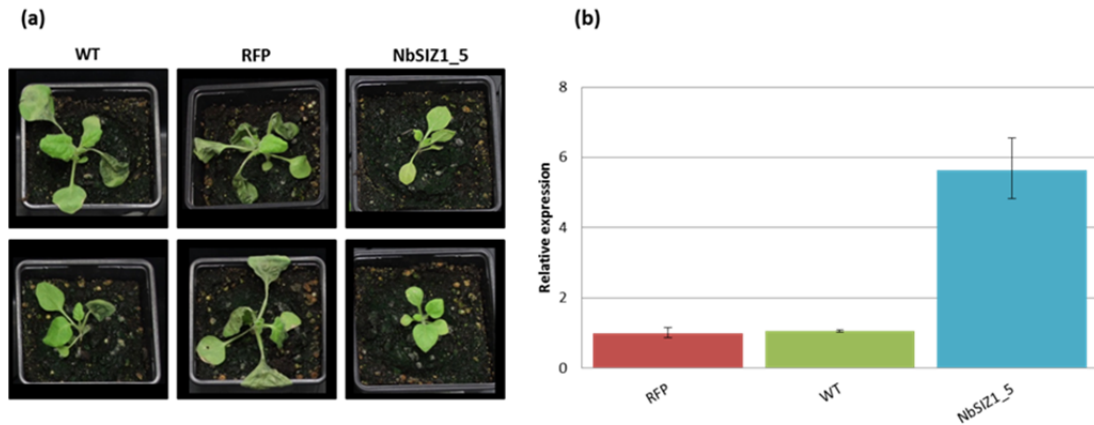 (a)
WT
RFP
NbSIZ1_5
(b)
Relative expression
8
6
4
2
0
RFP
WT
NbSIZ1_5